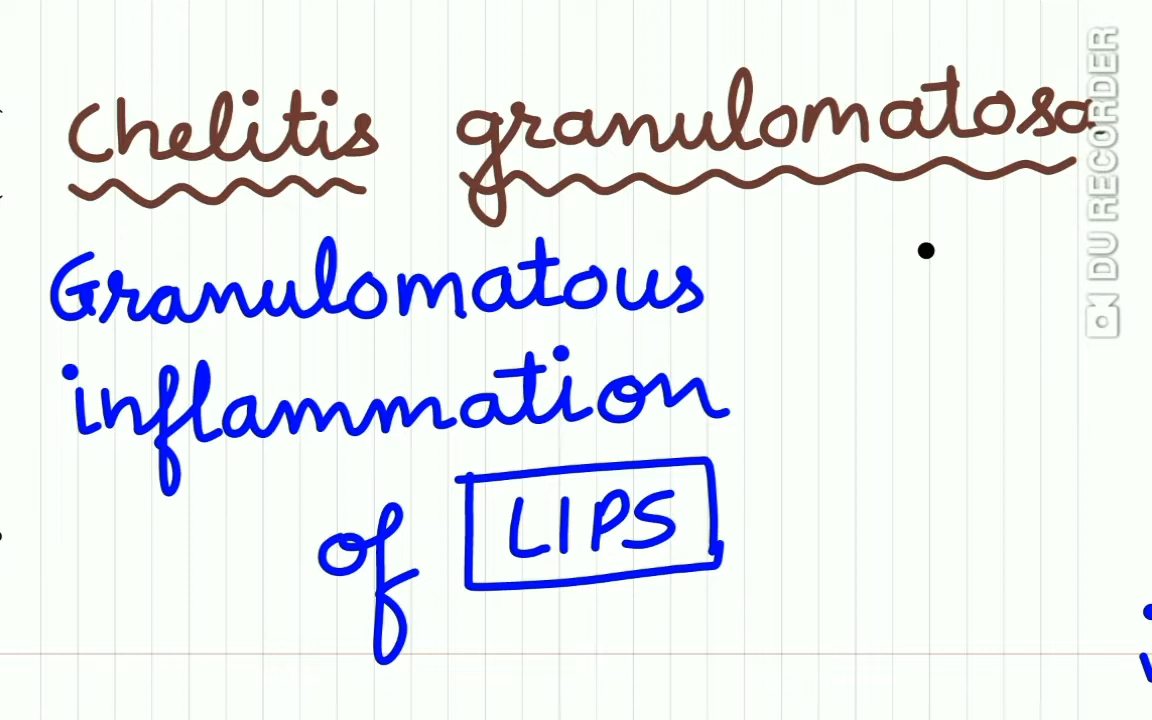 Chelitis granulomatosa
Granulomatous
inflammation
of LIPS
DU RECORDER